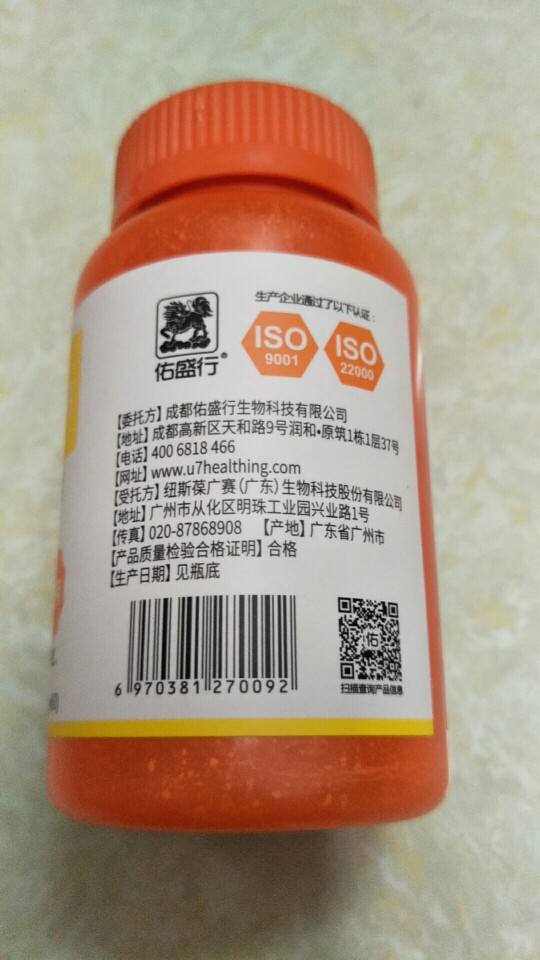 生产企业通过了以下认证：
ISO
9001
ISO
22000
佑盛行®
【委托方】成都佑盛行生物科技有限公司
【地址】成都高新区天和路9号润和•原筑1栋1层37号
【电话】400 6818 466
【网址】www.u7healthing.com
【受托方】纽斯葆广赛(广东)生物科技股份有限公司
【地址】广州市从化区明珠工业园兴业路1号
【传真】020-87868908 【产地】广东省广州市
【产品质量检验合格证明】合格
【生产日期】见瓶底
6 970381 270092
佑
扫描查询产品信息